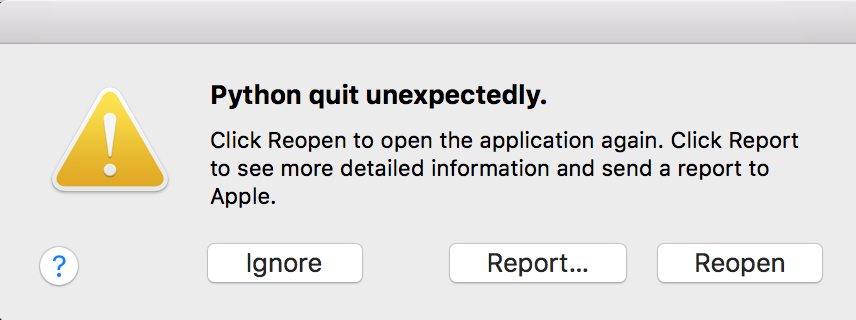 Python quit unexpectedly.
Click Reopen to open the application again. Click Report
to see more detailed information and send a report to
Apple.
?
Ignore
Report...
Reopen